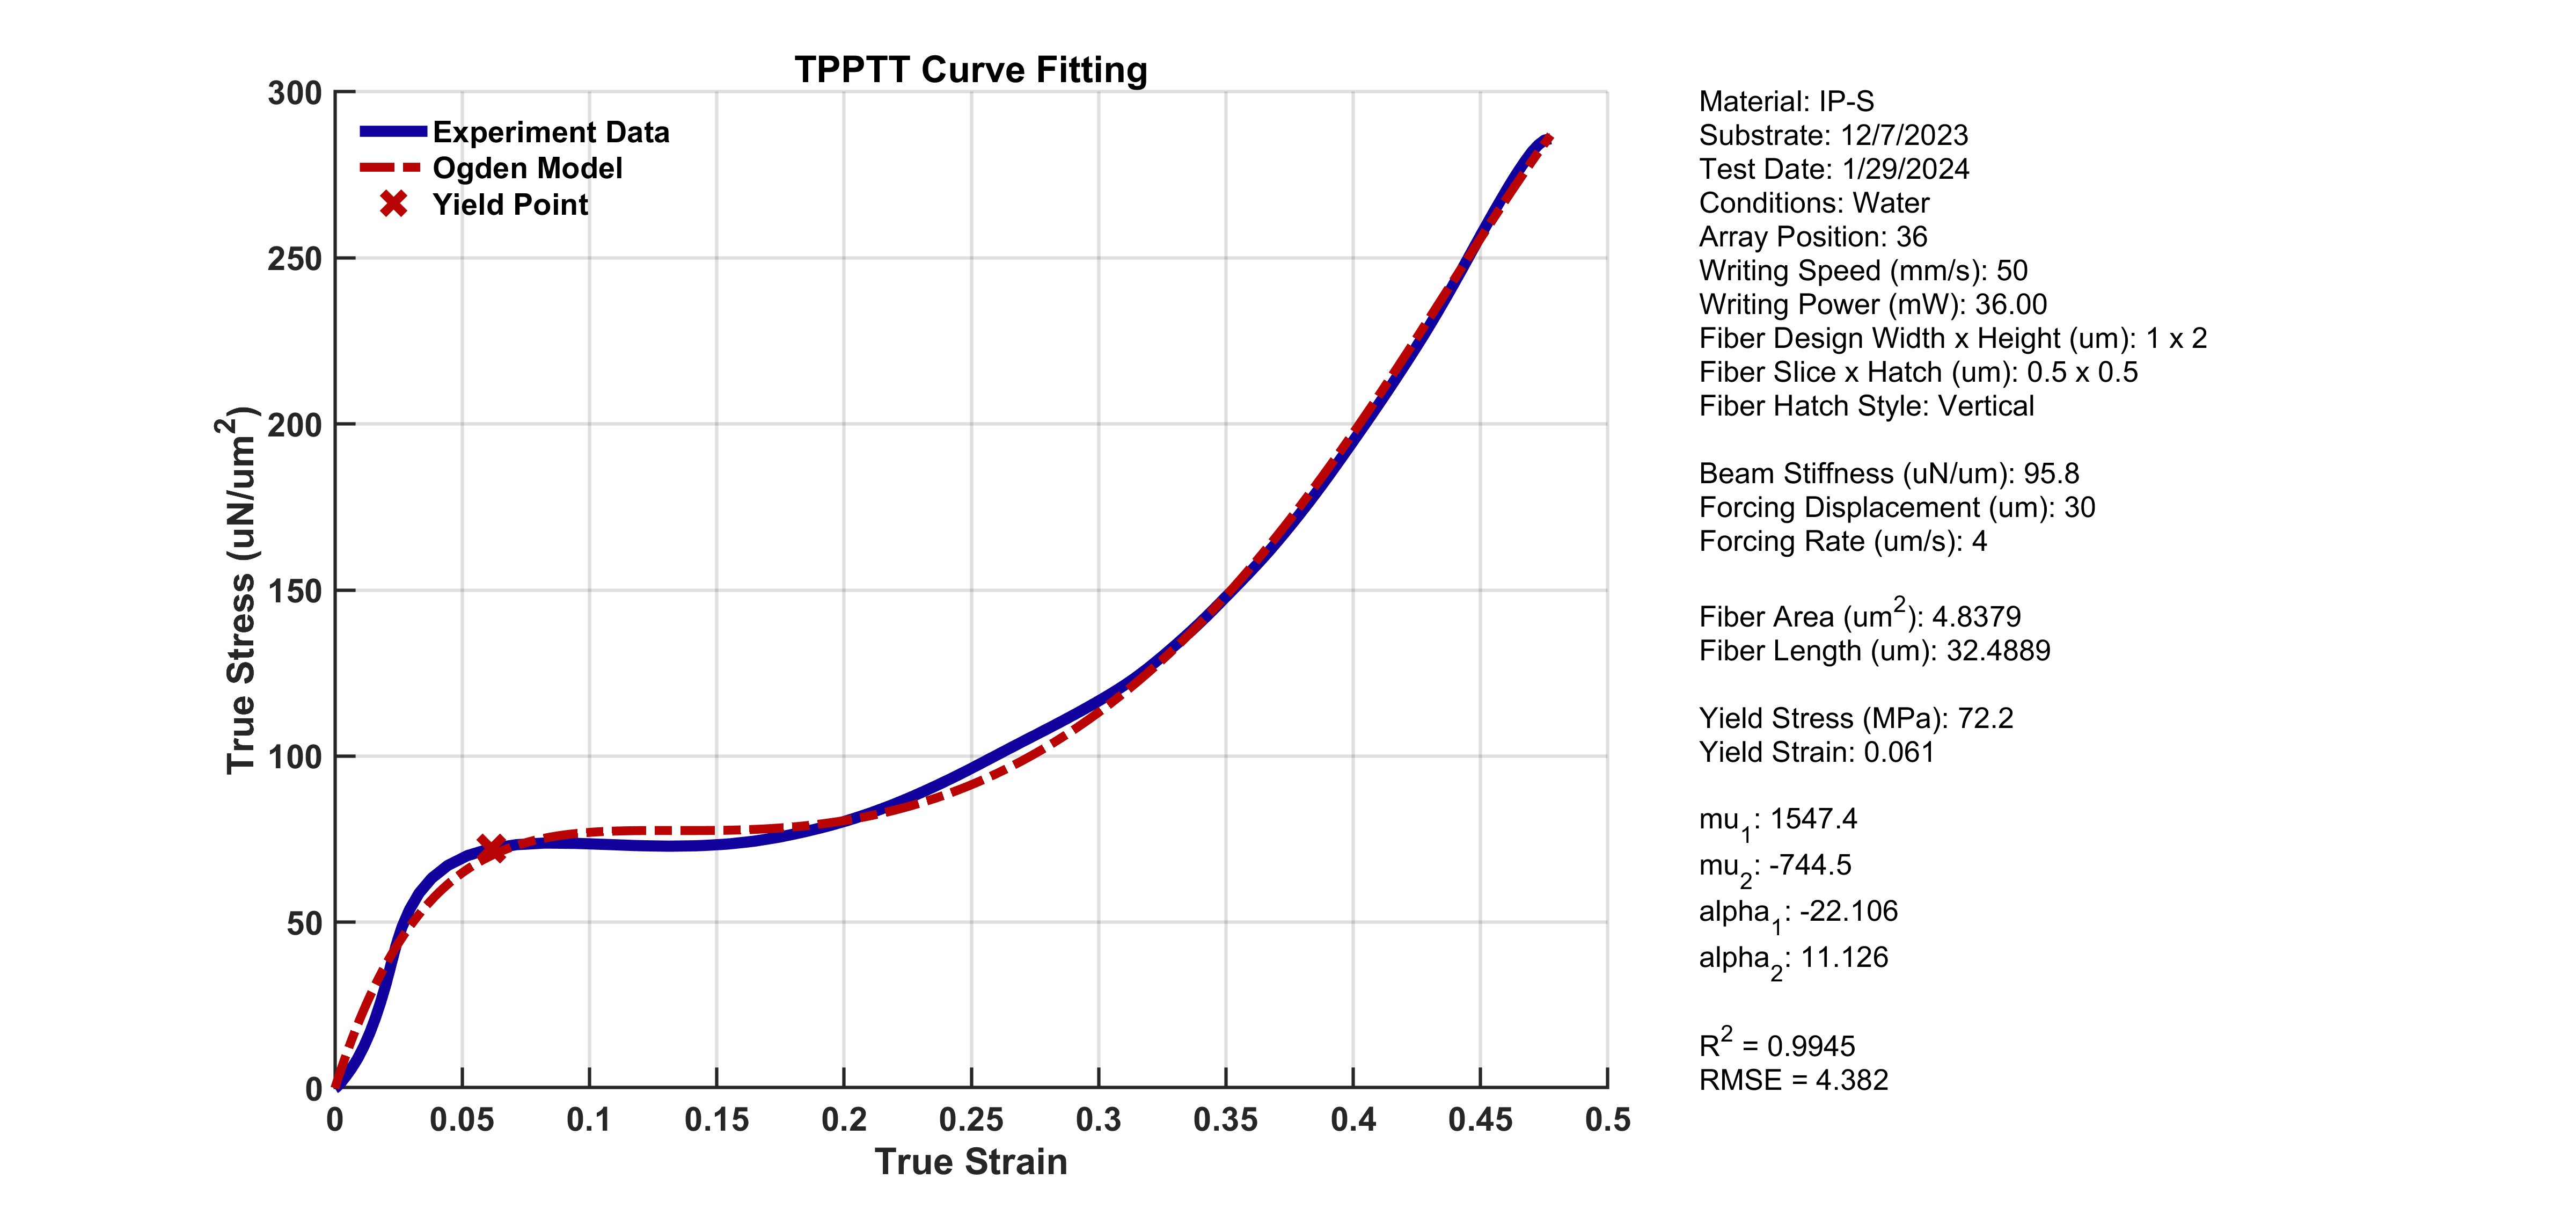 TPPTT Curve Fitting
300
250
200
150
100
50
0
True Stress (uN/um²)
Experiment Data
Ogden Model
Yield Point
0 0.05 0.1 0.15 0.2 0.25 0.3 0.35 0.4 0.45 0.5
True Strain
Material: IP-S
Substrate: 12/7/2023
Test Date: 1/29/2024
Conditions: Water
Array Position: 36
Writing Speed (mm/s): 50
Writing Power (mW): 36.00
Fiber Design Width x Height (um): 1 x 2
Fiber Slice x Hatch (um): 0.5 x 0.5
Fiber Hatch Style: Vertical
Beam Stiffness (uN/um): 95.8
Forcing Displacement (um): 30
Forcing Rate (um/s): 4
Fiber Area (um²): 4.8379
Fiber Length (um): 32.4889
Yield Stress (MPa): 72.2
Yield Strain: 0.061
mu₁: 1547.4
mu₂: -744.5
alpha₁: -22.106
alpha₂: 11.126
R² = 0.9945
RMSE = 4.382